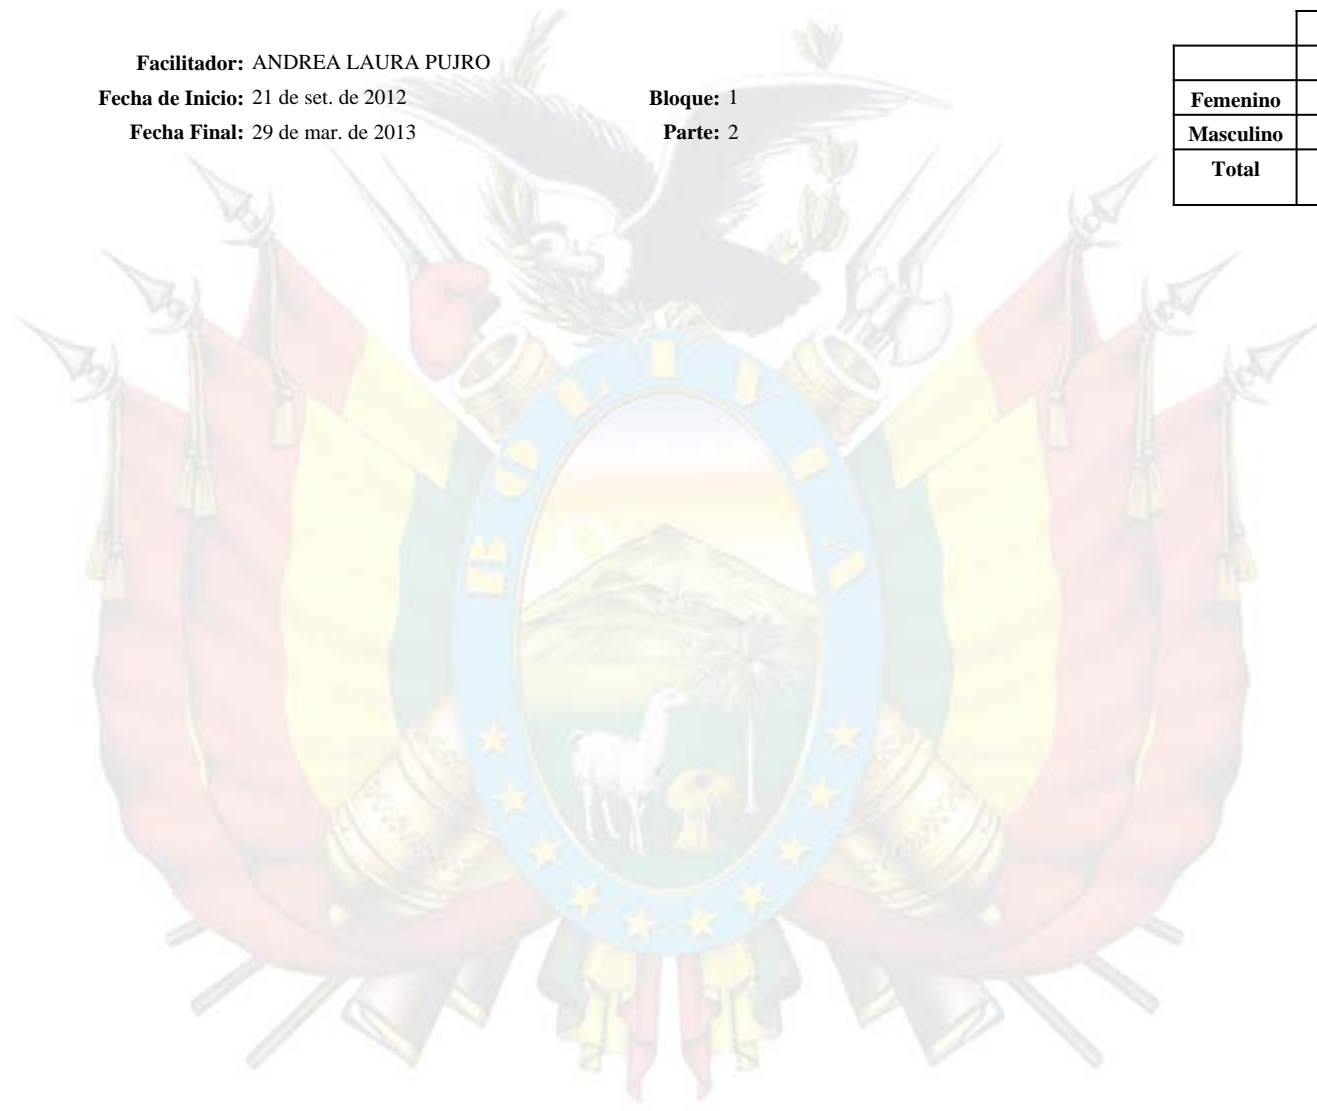 Facilitador: ANDREA LAURA PUJRO
Fecha de Inicio: 21 de set. de 2012 Bloque: 1
Fecha Final: 29 de mar. de 2013 Parte: 2
Femenino
Masculino
Total
BOLIVIA